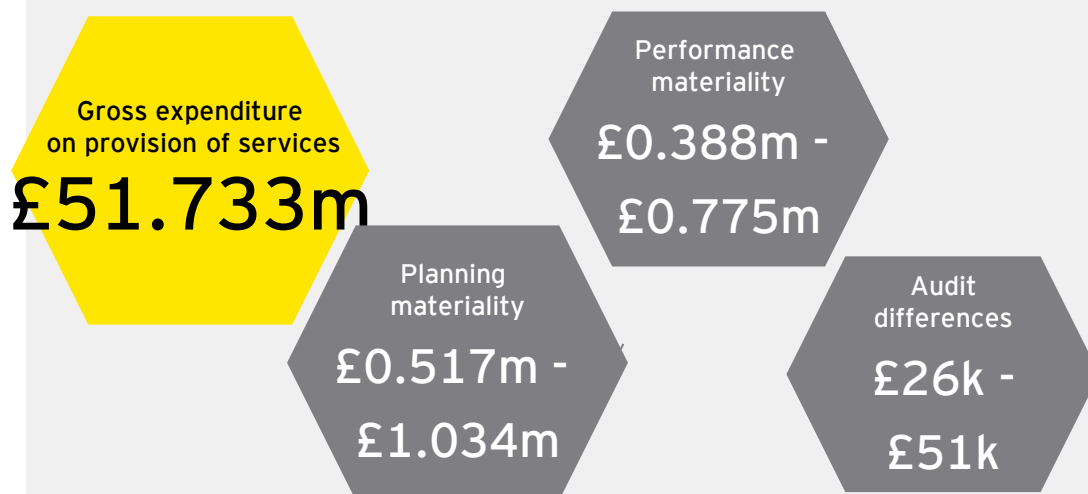 Gross expenditure
on provision of services
£51.733m
Planning
materiality
£0.517m -
£1.034m
Performance
materiality
£0.388m -
£0.775m
Audit
differences
£26k -
£51k